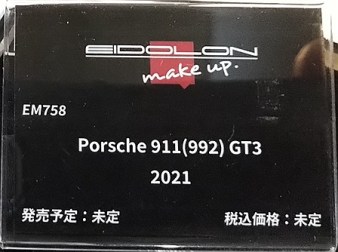 EIDOLON
make up.
EM758
Porsche 911(992) GT3
2021
発売予定：未定 税込価格：未定